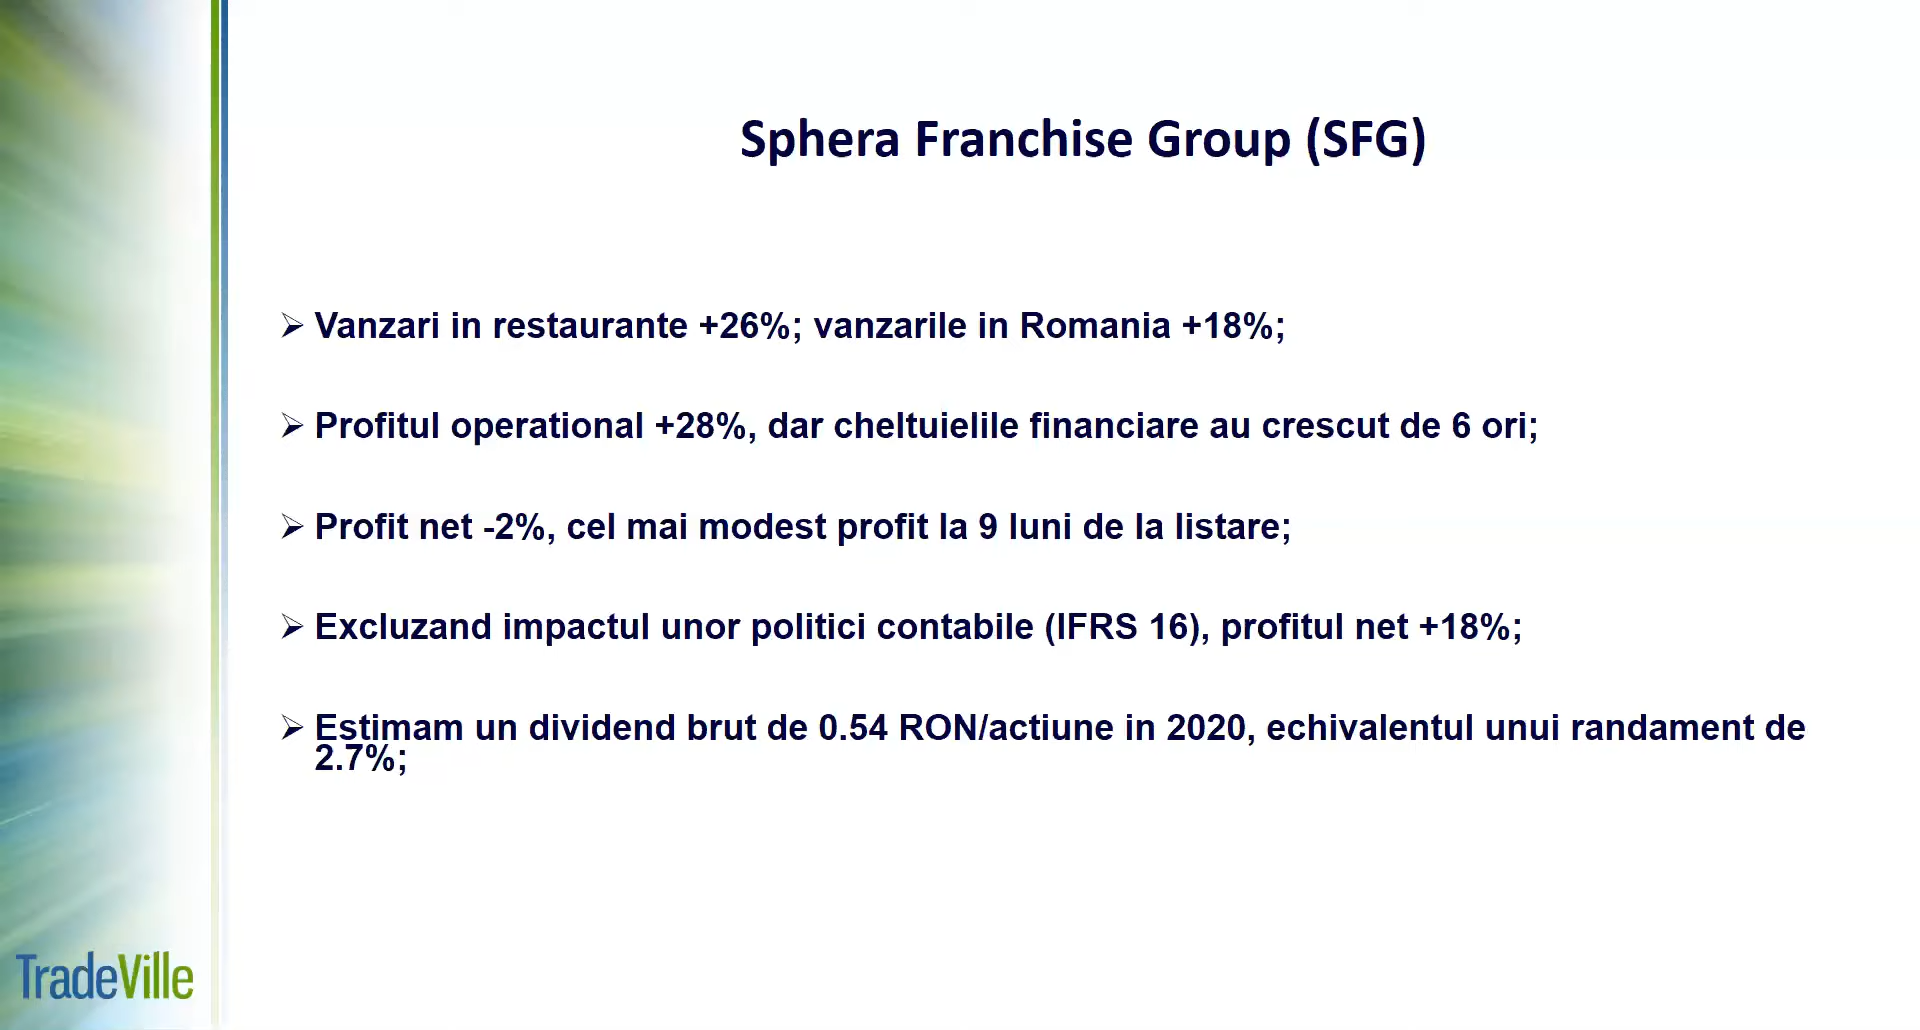 Sphera Franchise Group (SFG)
➢ Vanzari in restaurante +26%; vanzarile in Romania +18%;
➢ Profitul operational +28%, dar cheltuielile financiare au crescut de 6 ori;
➢ Profit net -2%, cel mai modest profit la 9 luni de la listare;
➢ Excluzand impactul unor politici contabile (IFRS 16), profitul net +18%;
➢ Estimam un dividend brut de 0.54 RON/actiune in 2020, echivalentul unui randament de
2.7%;
TradeVille